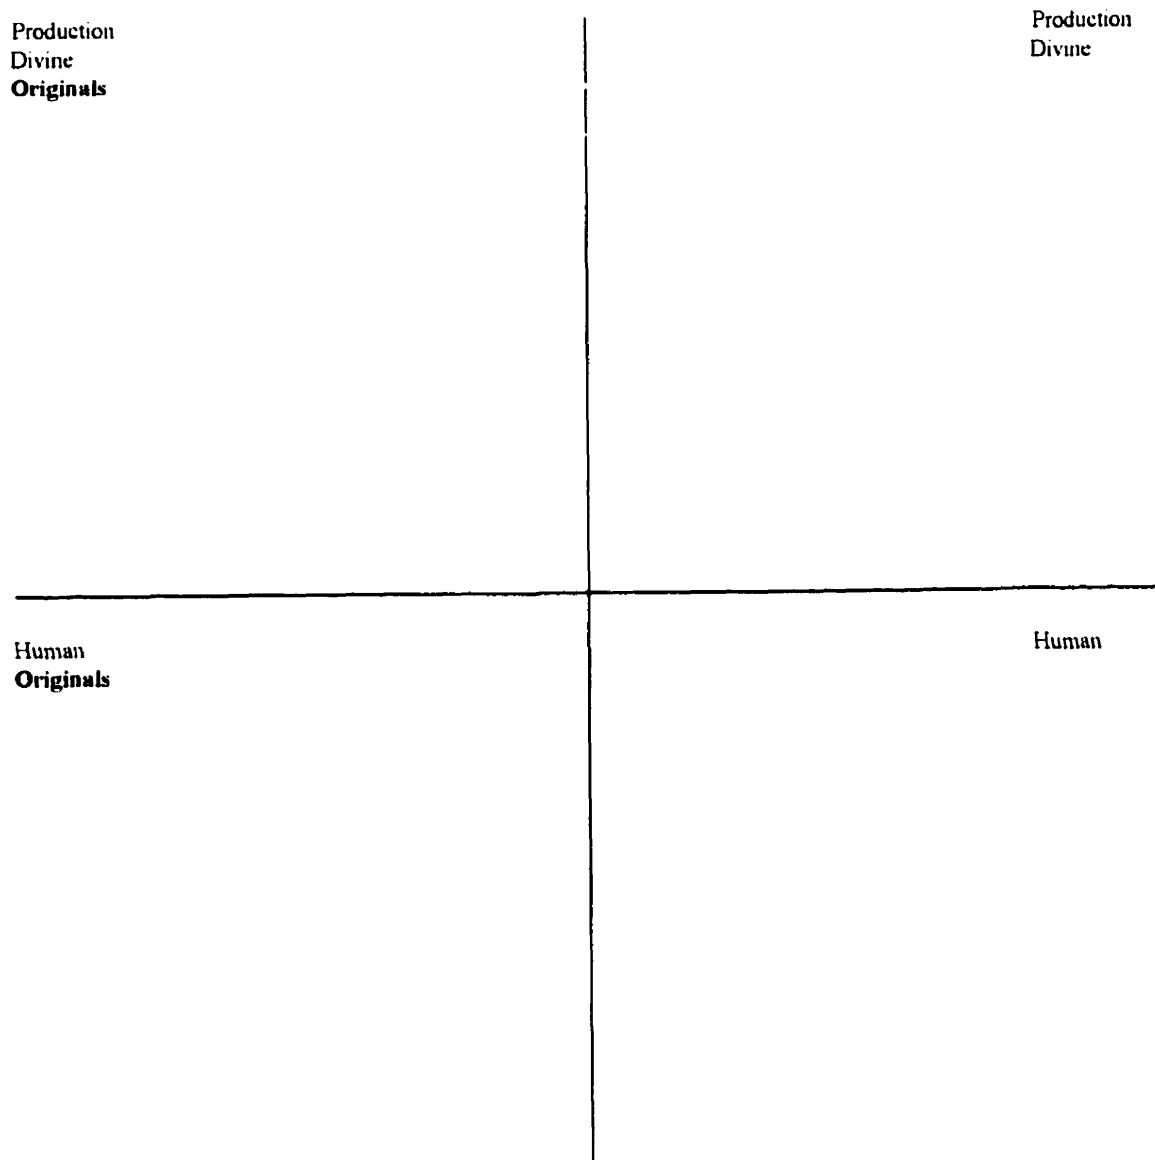 Production
Divine
Originals
Production
Divine
Human
Originals
Human